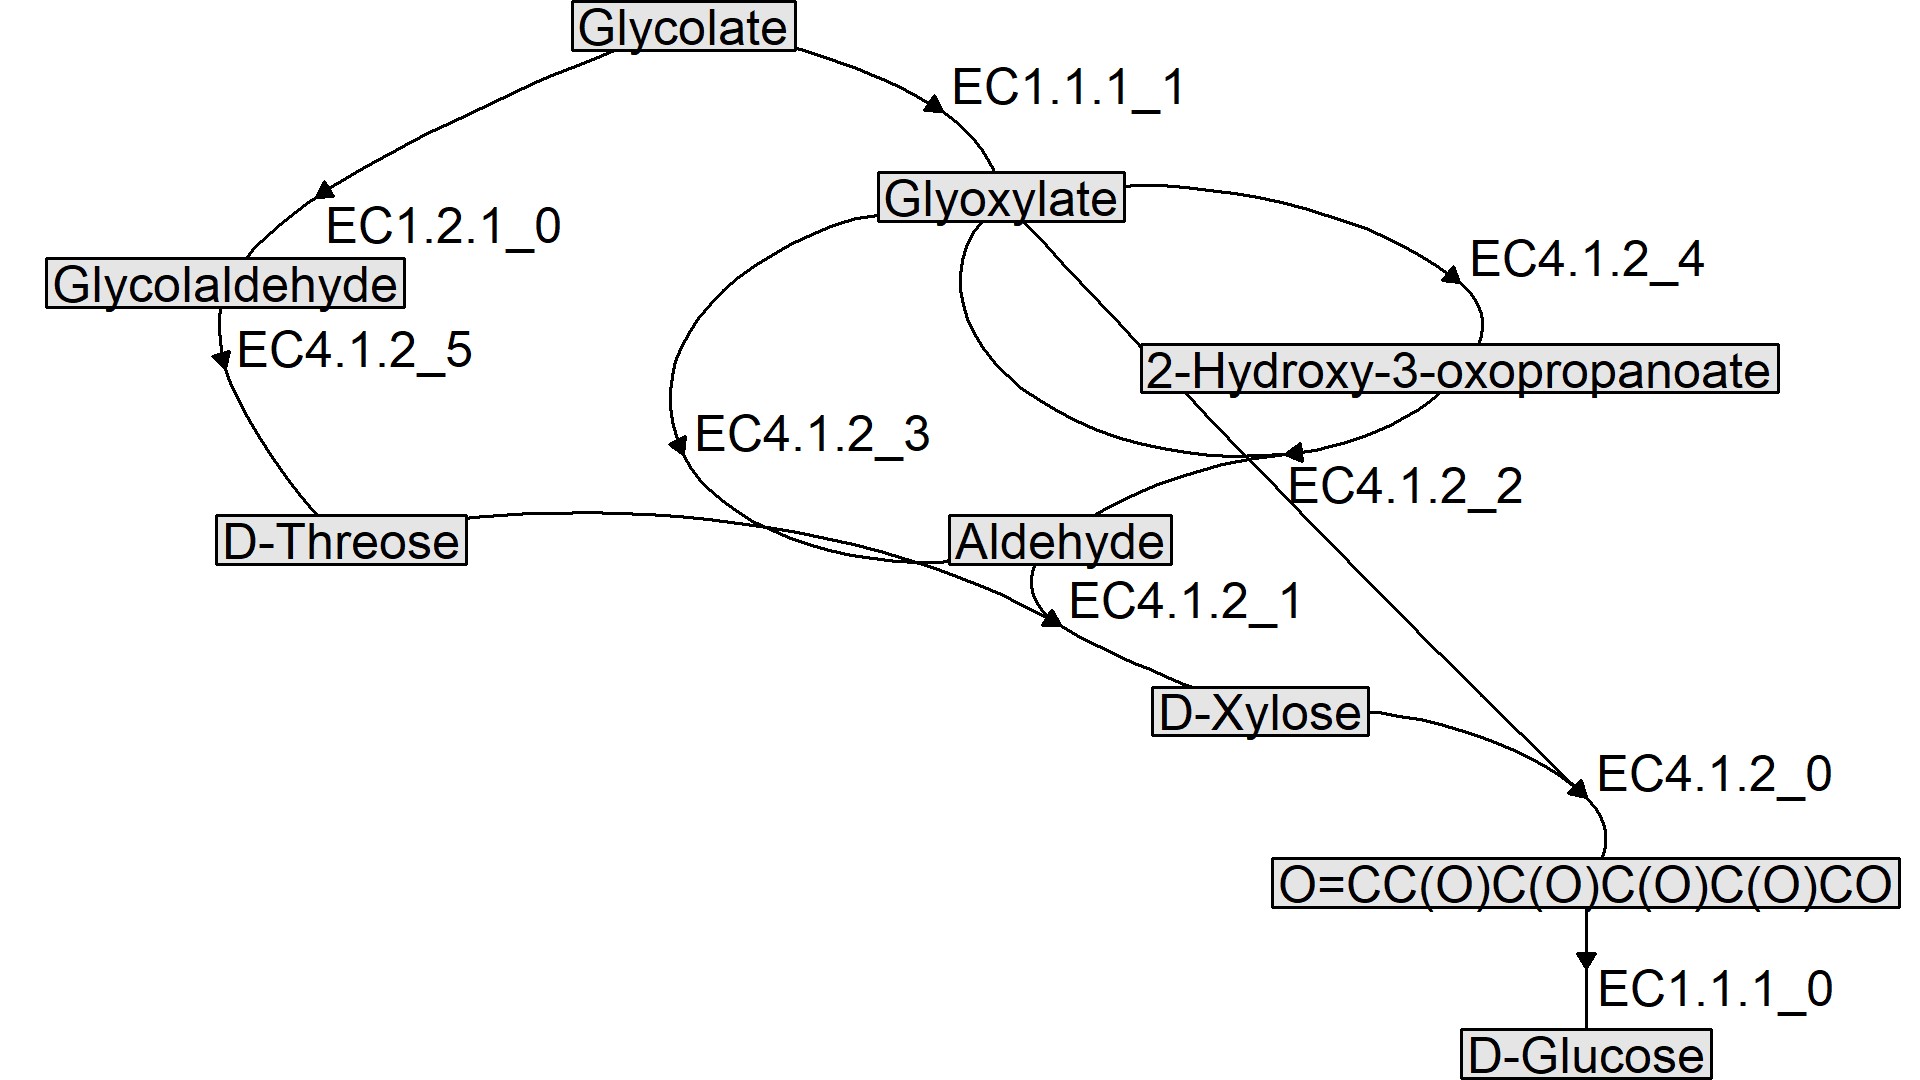 Glycolate
EC1.1.1_1
Glyoxylate
EC1.2.1_0
EC4.1.2_4
Glycolaldehyde
EC4.1.2_5
2-Hydroxy-3-oxopropanoate
EC4.1.2_3
EC4.1.2_2
D-Threose
Aldehyde
EC4.1.2_1
D-Xylose
EC4.1.2_0
O=CC(O)C(O)C(O)C(O)CO
EC1.1.1_0
D-Glucose